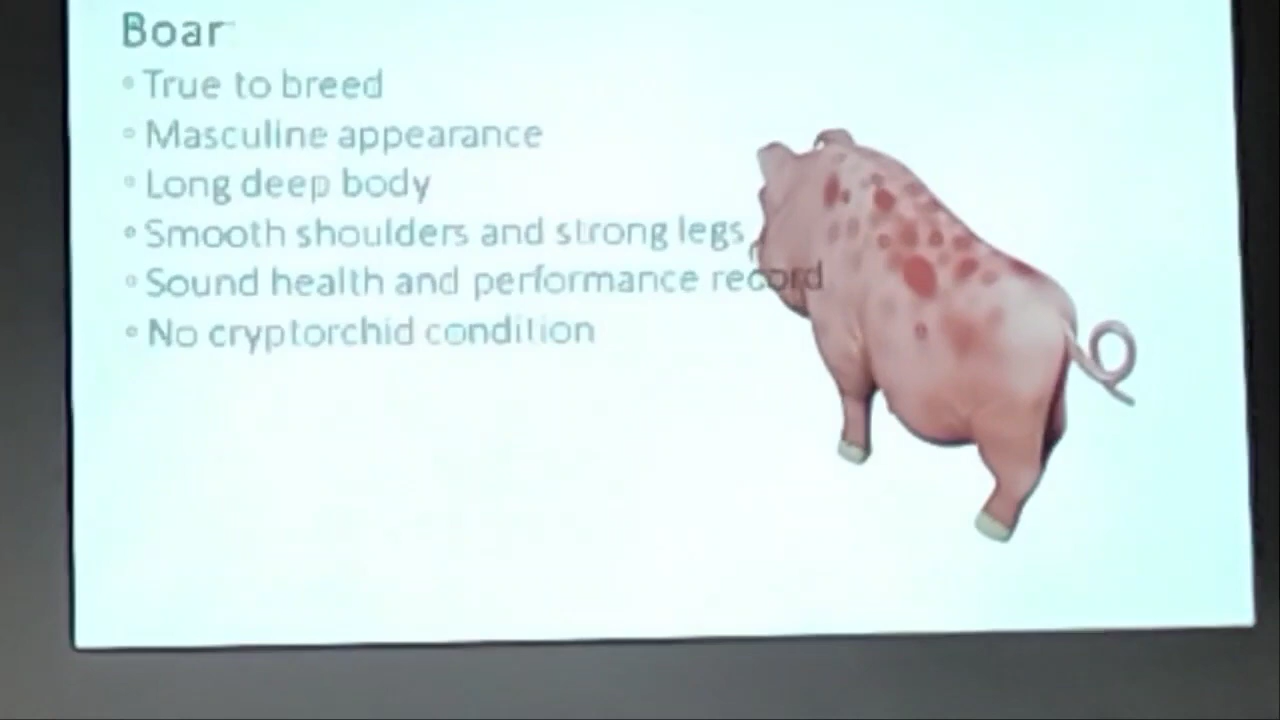 Boar
◦ True to breed
◦ Masculine appearance
◦ Long deep body
◦ Smooth shoulders and strong legs
◦ Sound health and performance record
◦ No cryptorchid condition